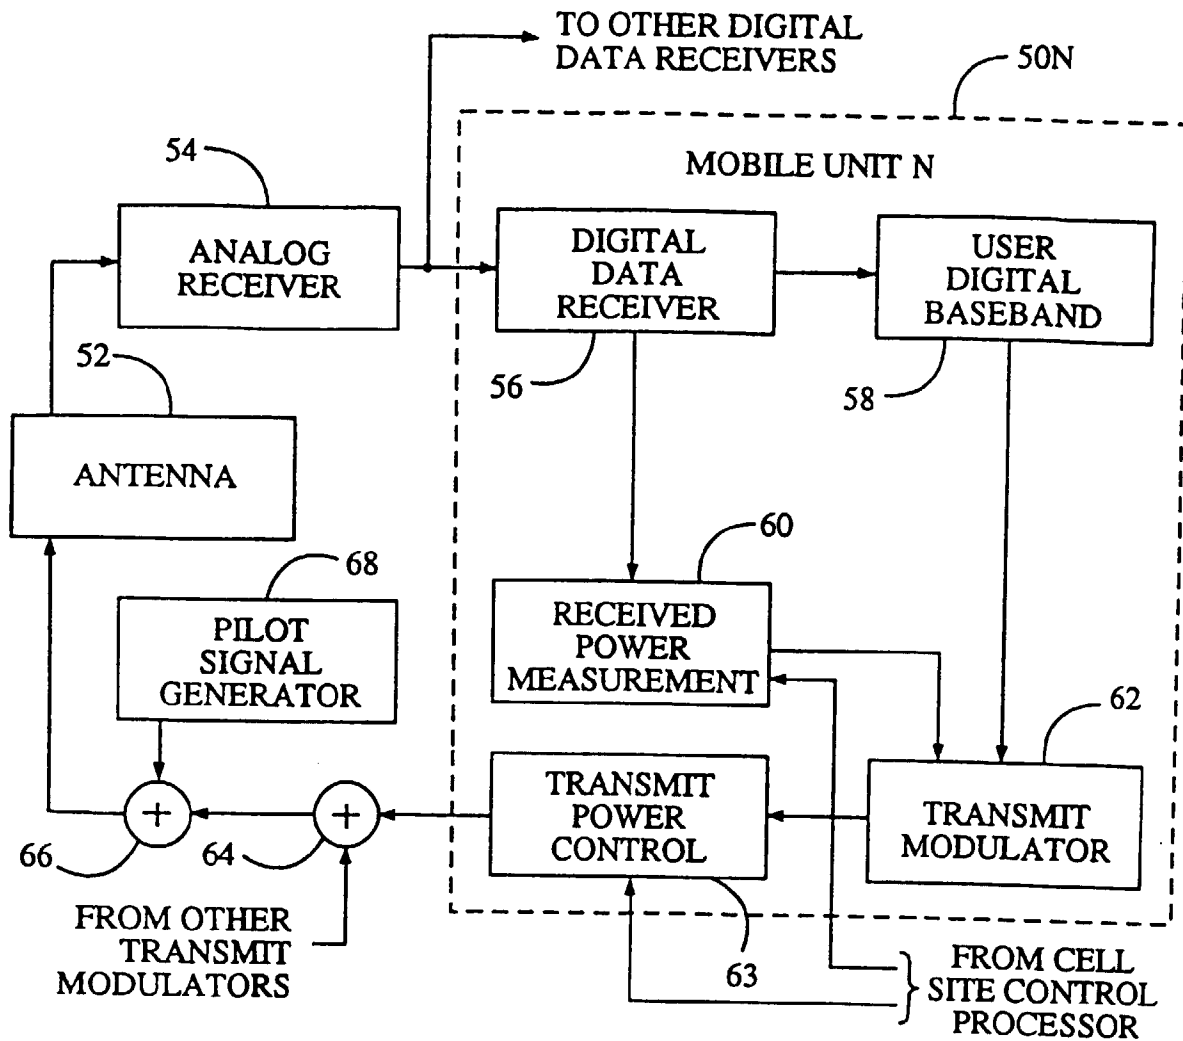 TO OTHER DIGITAL
DATA RECEIVERS
50N
54
MOBILE UNIT N
ANALOG
RECEIVER
DIGITAL
DATA
RECEIVER
USER
DIGITAL
BASEBAND
52
56
58
ANTENNA
60
68
PILOT
SIGNAL
GENERATOR
RECEIVED
POWER
MEASUREMENT
62
TRANSMIT
POWER
CONTROL
TRANSMIT
MODULATOR
+
+
66
64
FROM OTHER
TRANSMIT
MODULATORS
63
FROM CELL
SITE CONTROL
PROCESSOR